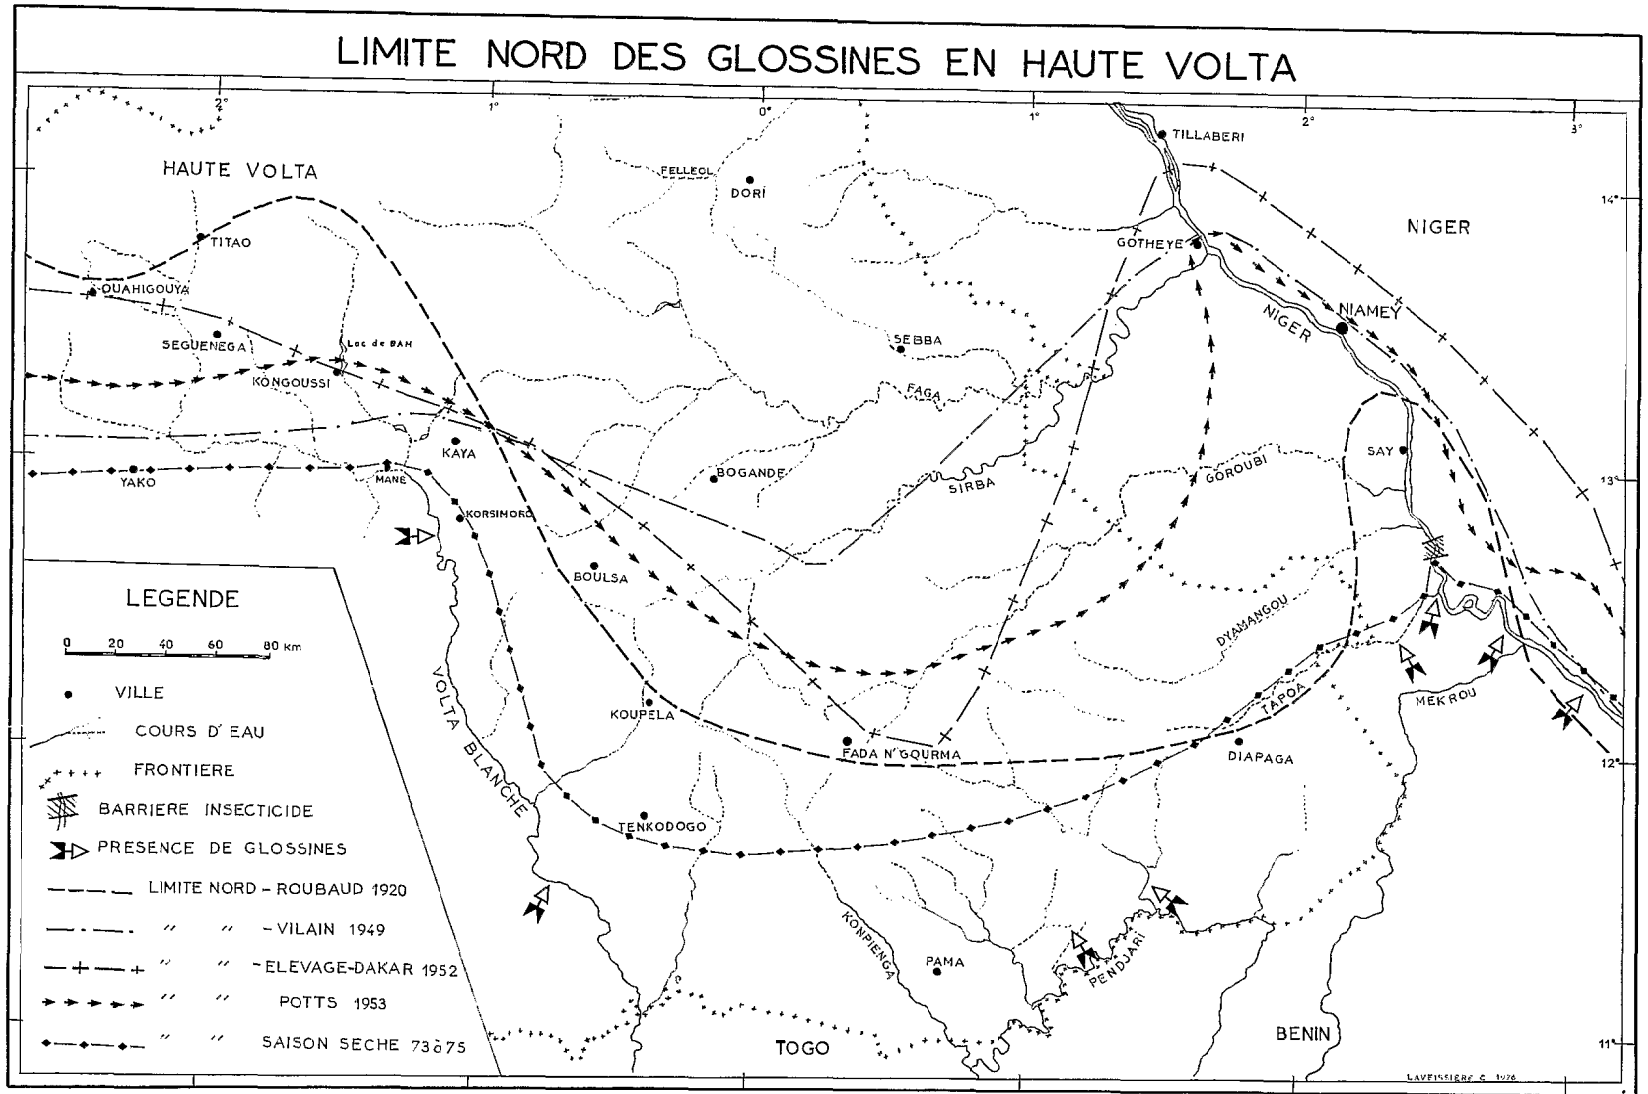 LIMITE NORD DES GLOSSINES EN HAUTE VOLTA
2° 1° 0° 1° 2° 3°
TILLABERI
HAUTE VOLTA
FELLEOL
DORI
14°
NIGER
TITAO
GOTHEYE
OUAHIGOUYA
NIGER
NIAMEY
SEGUENEGA
Lac de BAM
SEBBA
KONGOUSSI
FAGA
KAYA
SAY
YAKO
MANE
BOGANDE
SIRBA
GOROUBI
13°
KORSIMORO
BOULSA
DYAMANGOU
VOLTA BLANCHE
KOUPELA
TAPOA
MEKROU
FADA N'GOURMA
DIAPAGA
12°
TENKODOGO
KONPIENGA
PAMA
PENDJARI
TOGO
BENIN
11°
LAVEISSIERE C 1976
LEGENDE
0 20 40 60 80 Km
VILLE
COURS D'EAU
FRONTIERE
BARRIERE INSECTICIDE
PRESENCE DE GLOSSINES
LIMITE NORD - ROUBAUD 1920
" " - VILAIN 1949
" " - ELEVAGE-DAKAR 1952
" " POTTS 1953
" " SAISON SECHE 73à75